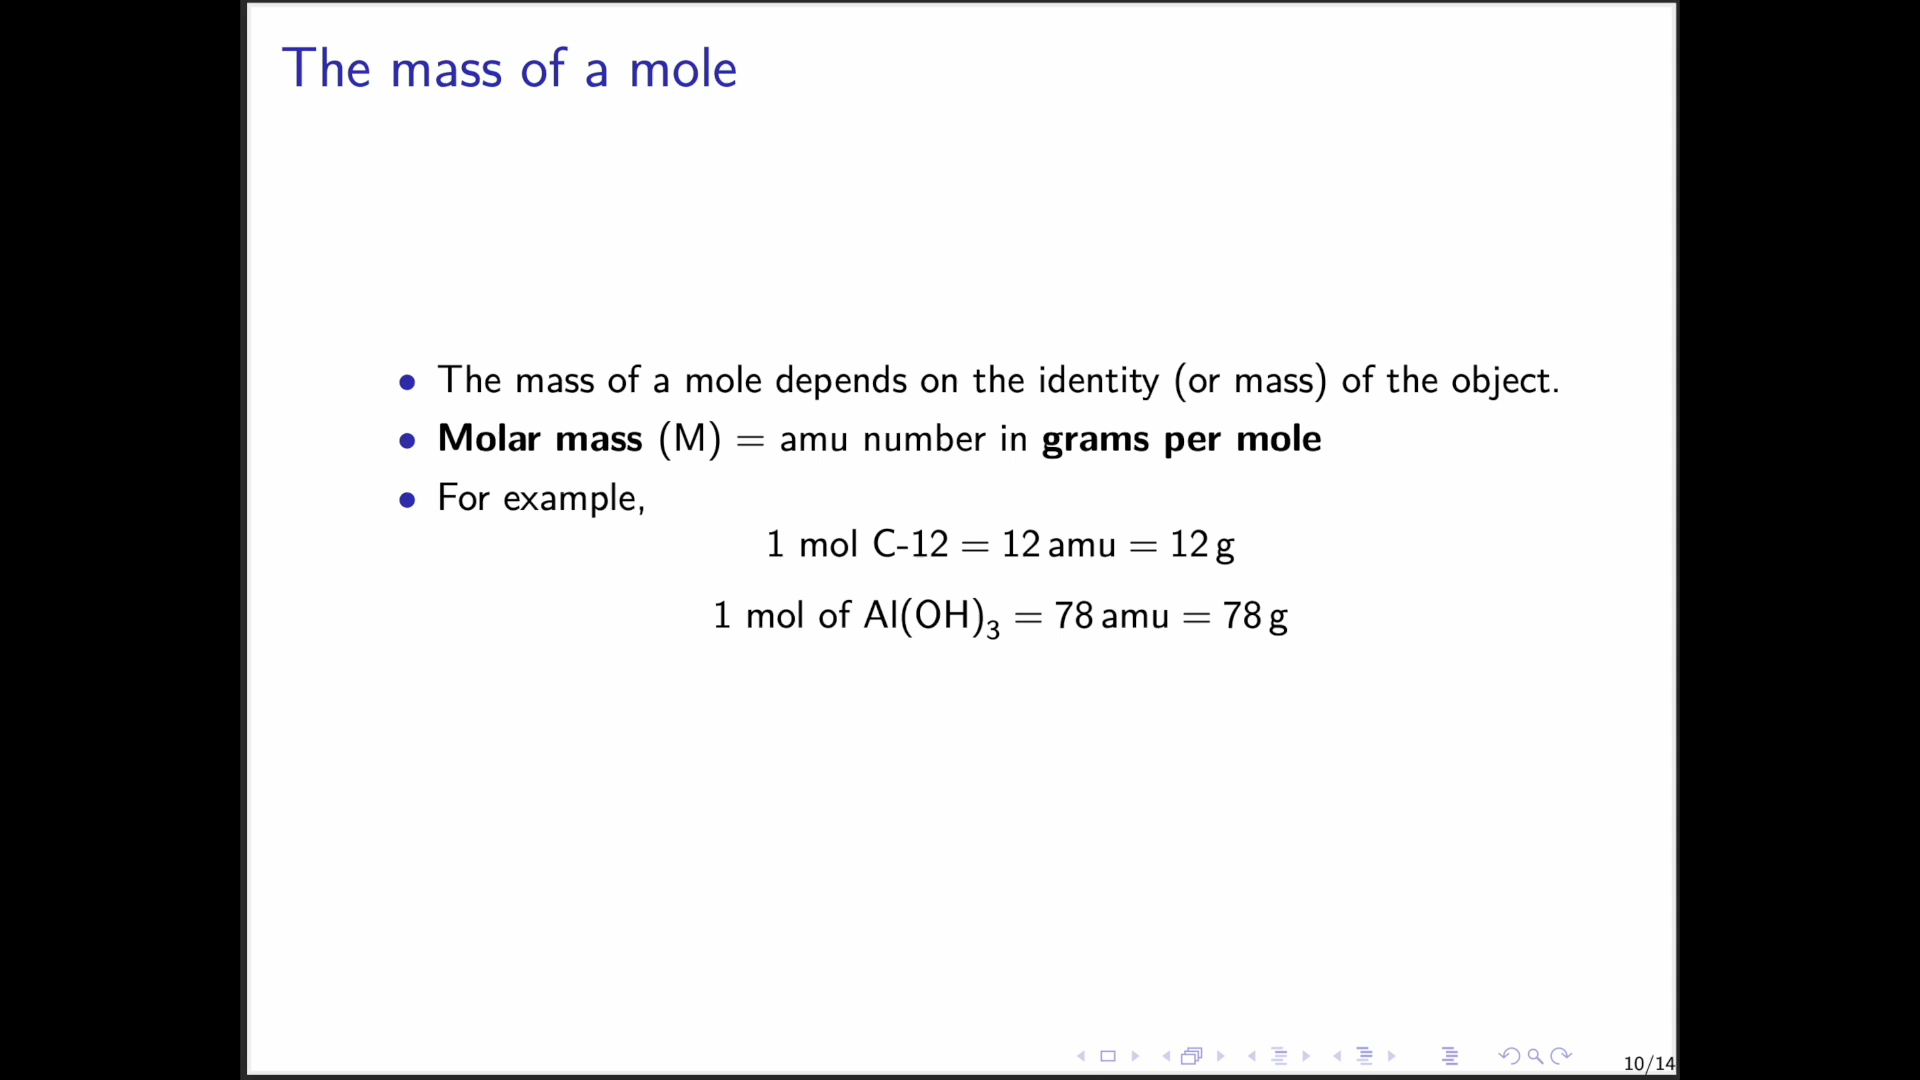 The mass of a mole
• The mass of a mole depends on the identity (or mass) of the object.
• Molar mass (M) = amu number in grams per mole
• For example,
1 mol C-12 = 12 amu = 12 g
1 mol of Al(OH)₃ = 78 amu = 78 g
10/14